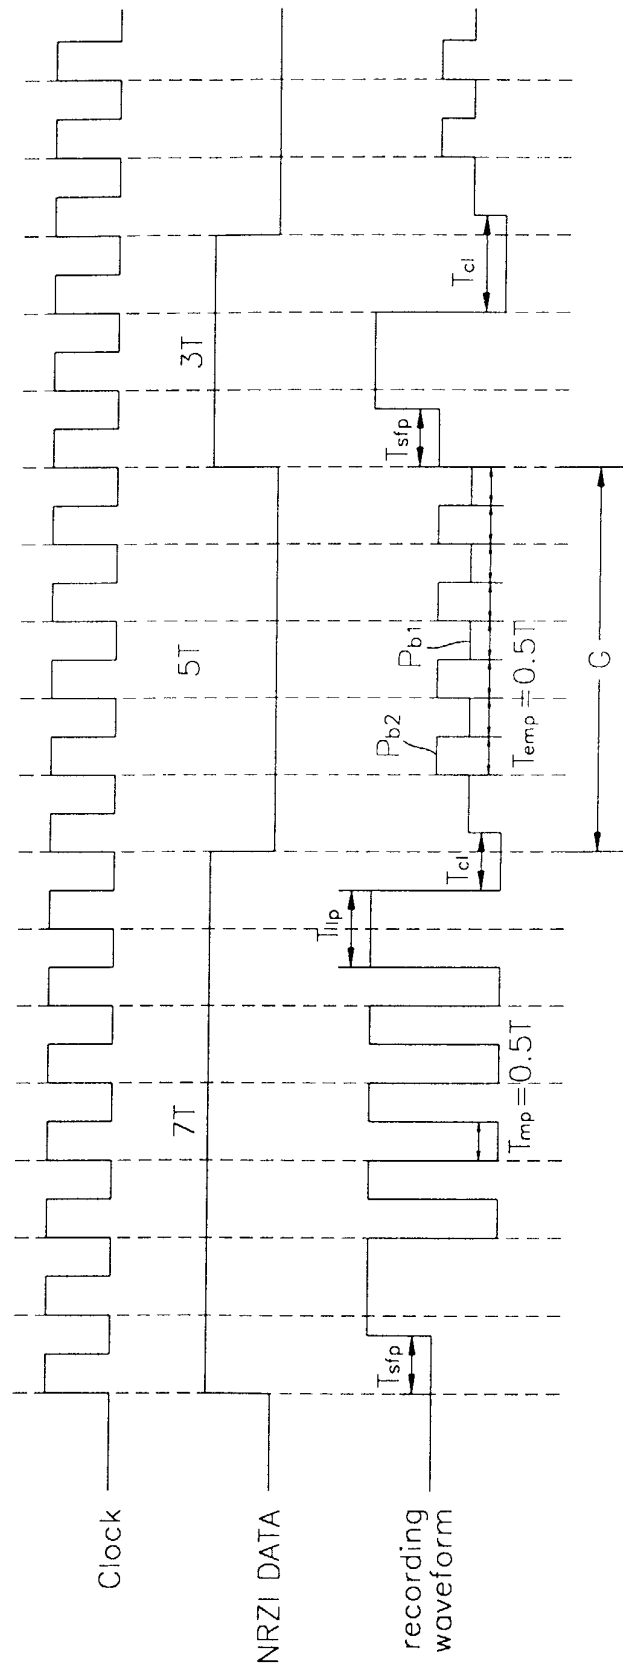 Clock
NRZI DATA
recording
waveform
7T
5T
3T
Tsfp
Tmp=0.5T
Tllp
Tcl
Pb2
Pb1
Temp=0.5T
G
Tsfp
Tcl